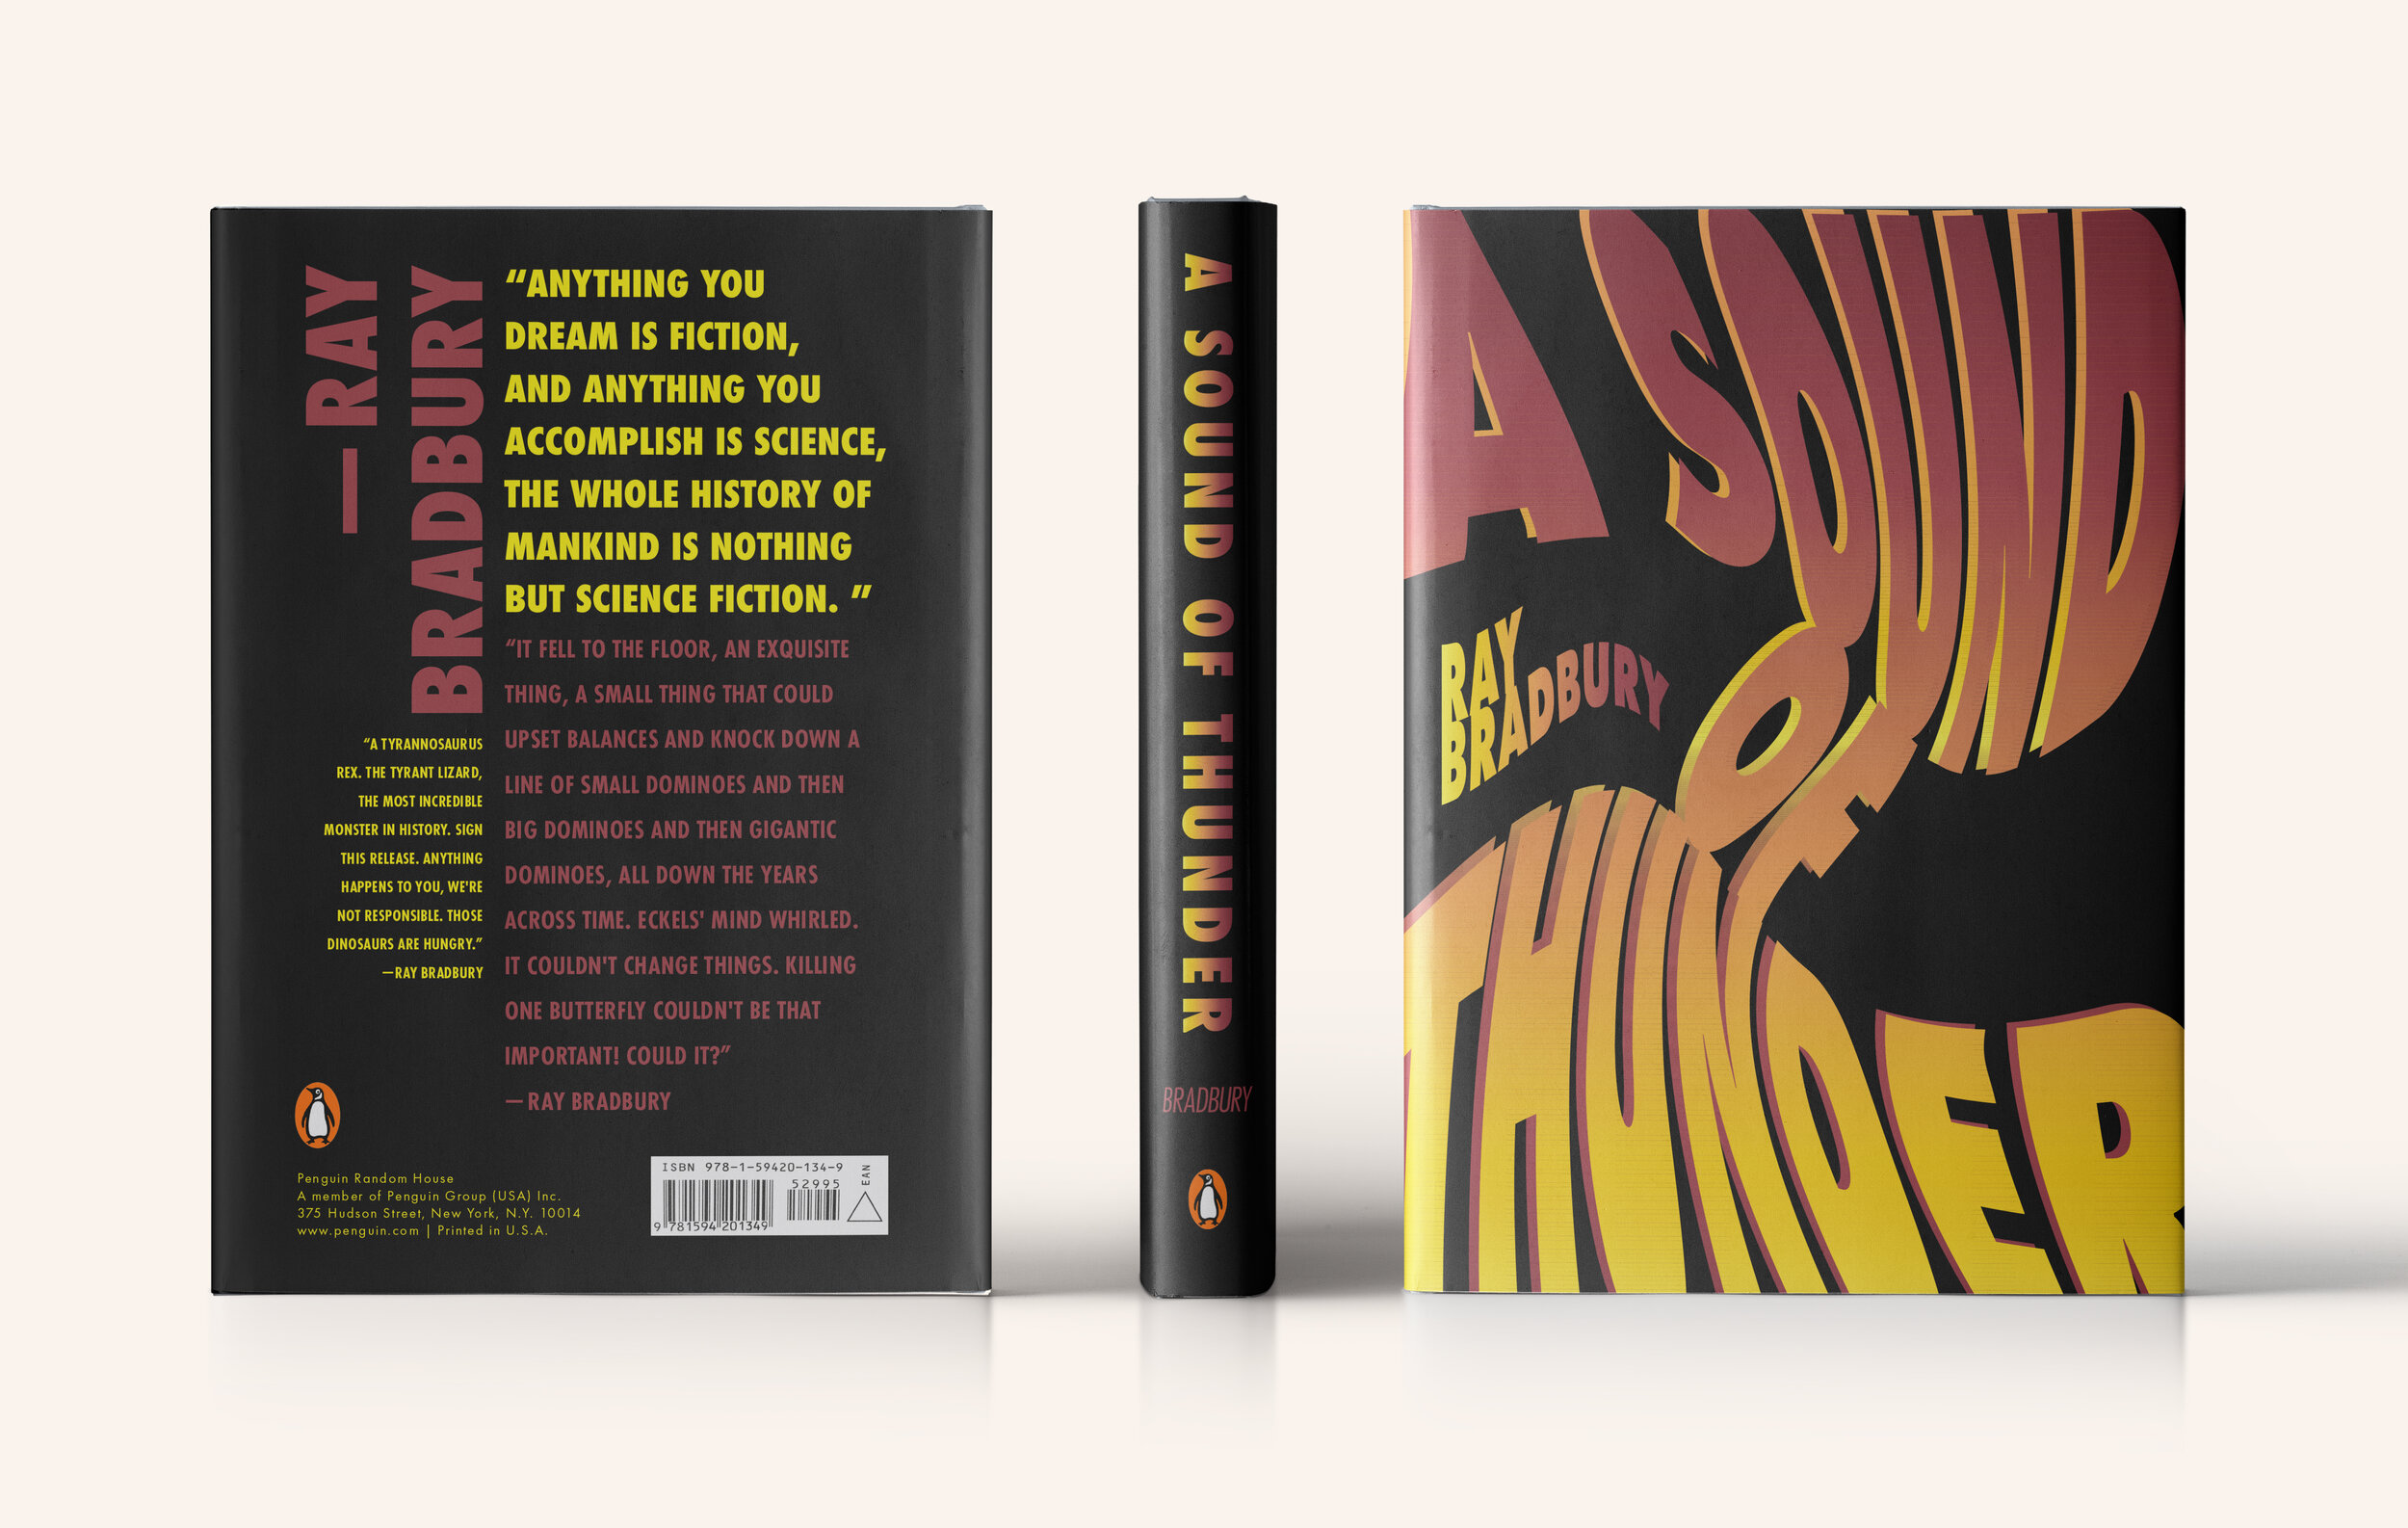 — RAY
BRADBURY
“ANYTHING YOU
DREAM IS FICTION,
AND ANYTHING YOU
ACCOMPLISH IS SCIENCE,
THE WHOLE HISTORY OF
MANKIND IS NOTHING
BUT SCIENCE FICTION. ”
“IT FELL TO THE FLOOR, AN EXQUISITE
THING, A SMALL THING THAT COULD
UPSET BALANCES AND KNOCK DOWN A
LINE OF SMALL DOMINOES AND THEN
BIG DOMINOES AND THEN GIGANTIC
DOMINOES, ALL DOWN THE YEARS
ACROSS TIME. ECKELS' MIND WHIRLED.
IT COULDN'T CHANGE THINGS. KILLING
ONE BUTTERFLY COULDN'T BE THAT
IMPORTANT! COULD IT?”
— RAY BRADBURY
“A TYRANNOSAURUS
REX. THE TYRANT LIZARD,
THE MOST INCREDIBLE
MONSTER IN HISTORY. SIGN
THIS RELEASE. ANYTHING
HAPPENS TO YOU, WE'RE
NOT RESPONSIBLE. THOSE
DINOSAURS ARE HUNGRY.”
—RAY BRADBURY
Penguin Random House
A member of Penguin Group (USA) Inc.
375 Hudson Street, New York, N.Y. 10014
www.penguin.com | Printed in U.S.A.
ISBN 978-1-59420-134-9
52995
EAN
9 781594 201349
A SOUND OF THUNDER
BRADBURY
A SOUND
OF
THUNDER
RAY
BRADBURY